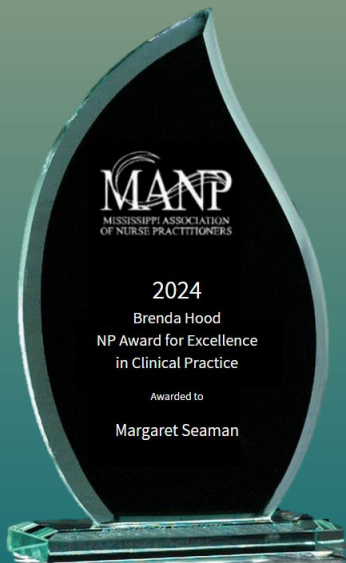 MANP
MISSISSIPPI ASSOCIATION
OF NURSE PRACTITIONERS
2024
Brenda Hood
NP Award for Excellence
in Clinical Practice
Awarded to
Margaret Seaman